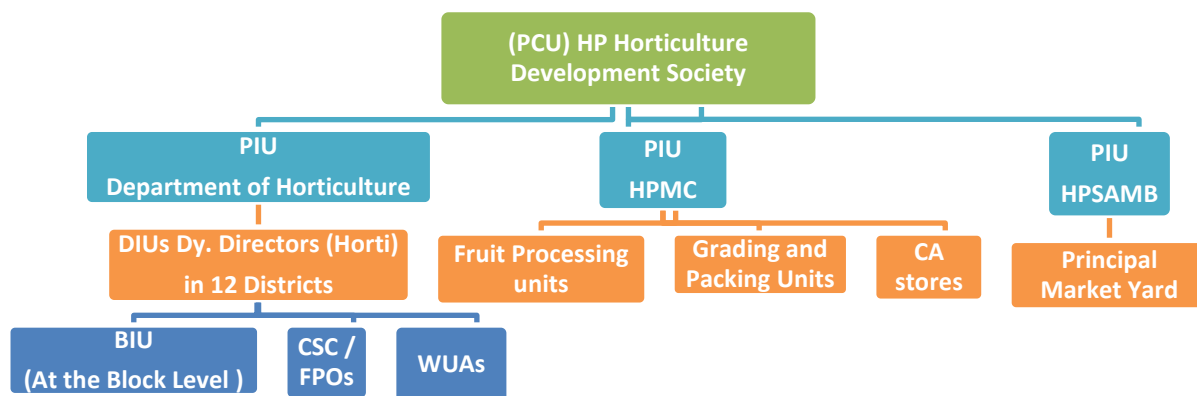 (PCU) HP Horticulture
Development Society
PIU
Department of Horticulture
PIU
HPMC
PIU
HPSAMB
DIUs Dy. Directors (Horti)
in 12 Districts
Fruit Processing
units
Grading and
Packing Units
CA
stores
Principal
Market Yard
BIU
(At the Block Level )
CSC /
FPOs
WUAs